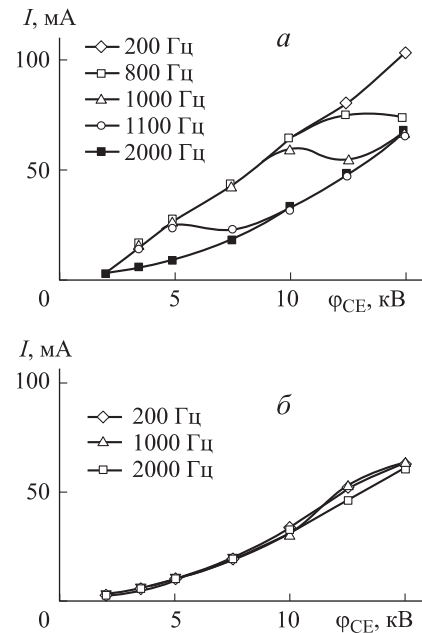 I, мА
а
100
200 Гц
800 Гц
1000 Гц
1100 Гц
2000 Гц
50
0
5
10
φCE, кВ
I, мА
б
100
200 Гц
1000 Гц
2000 Гц
50
0
5
10
φCE, кВ